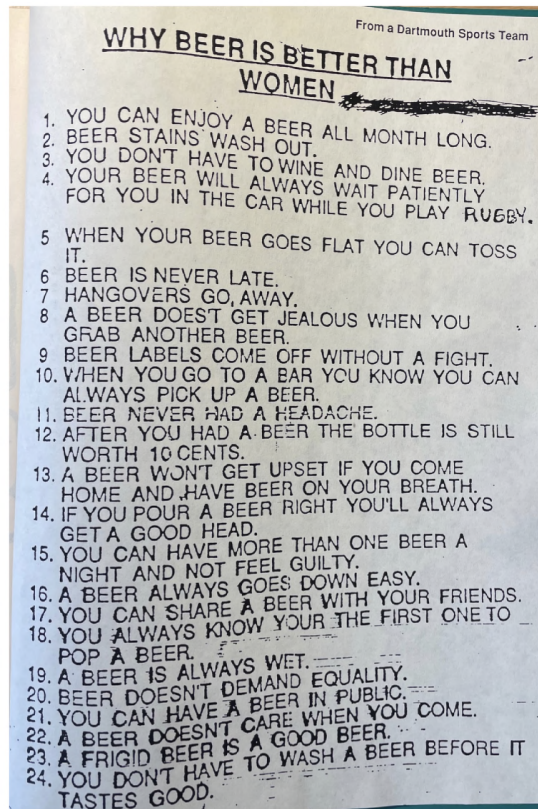 From a Dartmouth Sports Team
WHY BEER IS BETTER THAN
WOMEN
1. YOU CAN ENJOY A BEER ALL MONTH LONG.
2. BEER STAINS WASH OUT.
3. YOU DON'T HAVE TO WINE AND DINE BEER.
4. YOUR BEER WILL ALWAYS WAIT PATIENTLY
FOR YOU IN THE CAR WHILE YOU PLAY RUGBY.
5 WHEN YOUR BEER GOES FLAT YOU CAN TOSS
IT.
6 BEER IS NEVER LATE.
7 HANGOVERS GO AWAY.
8 A BEER DOES'T GET JEALOUS WHEN YOU
GRAB ANOTHER BEER.
9 BEER LABELS COME OFF WITHOUT A FIGHT.
10. WHEN YOU GO TO A BAR YOU KNOW YOU CAN
ALWAYS PICK UP A BEER.
11. BEER NEVER HAD A HEADACHE.
12. AFTER YOU HAD A BEER THE BOTTLE IS STILL
WORTH 10 CENTS.
13. A BEER WON'T GET UPSET IF YOU COME
HOME AND HAVE BEER ON YOUR BREATH.
14. IF YOU POUR A BEER RIGHT YOU'LL ALWAYS
GET A GOOD HEAD.
15. YOU CAN HAVE MORE THAN ONE BEER A
NIGHT AND NOT FEEL GUILTY.
16. A BEER ALWAYS GOES DOWN EASY.
17. YOU CAN SHARE A BEER WITH YOUR FRIENDS.
18. YOU ALWAYS KNOW YOUR THE FIRST ONE TO
POP A BEER.
19. A BEER IS ALWAYS WET.
20. BEER DOESN'T DEMAND EQUALITY.
21. YOU CAN HAVE A BEER IN PUBLIC.
22. A BEER DOESN'T CARE WHEN YOU COME.
23. A FRIGID BEER IS A GOOD BEER.
24. YOU DON'T HAVE TO WASH A BEER BEFORE IT
TASTES GOOD.